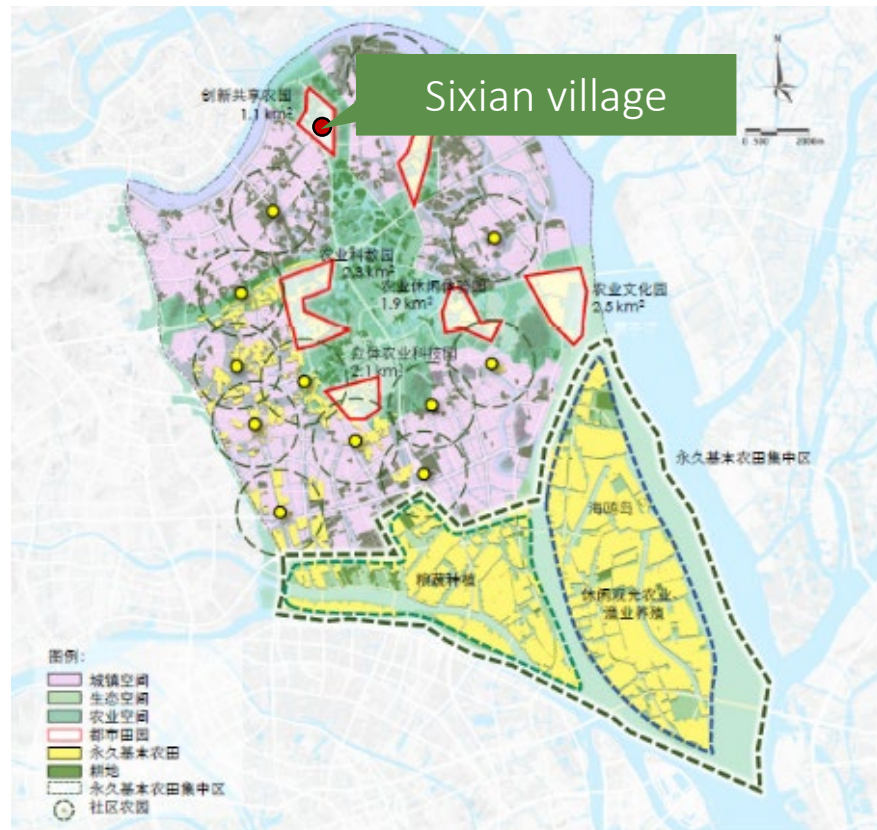 N
Sixian village
创新共享农园
1.1 km²
0 500 2000m
农业科教园
2.3 km²
农业休闲体验园
1.9 km²
农业文化园
2.5 km²
立体农业科技园
2.1 km²
永久基本农田集中区
海鸥岛
粮蔬种植
休闲观光农业、
渔业养殖
图例：
城镇空间
生态空间
农业空间
都市田园
永久基本农田
耕地
永久基本农田集中区
社区农园